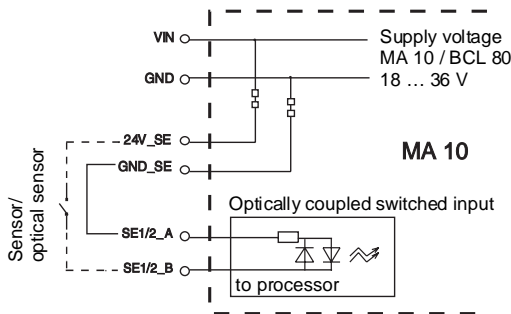 VIN
Supply voltage
MA 10 / BCL 80
GND
18 ... 36 V
24V_SE
GND_SE
MA 10
Sensor/
optical sensor
Optically coupled switched input
SE1/2_A
SE1/2_B
to processor